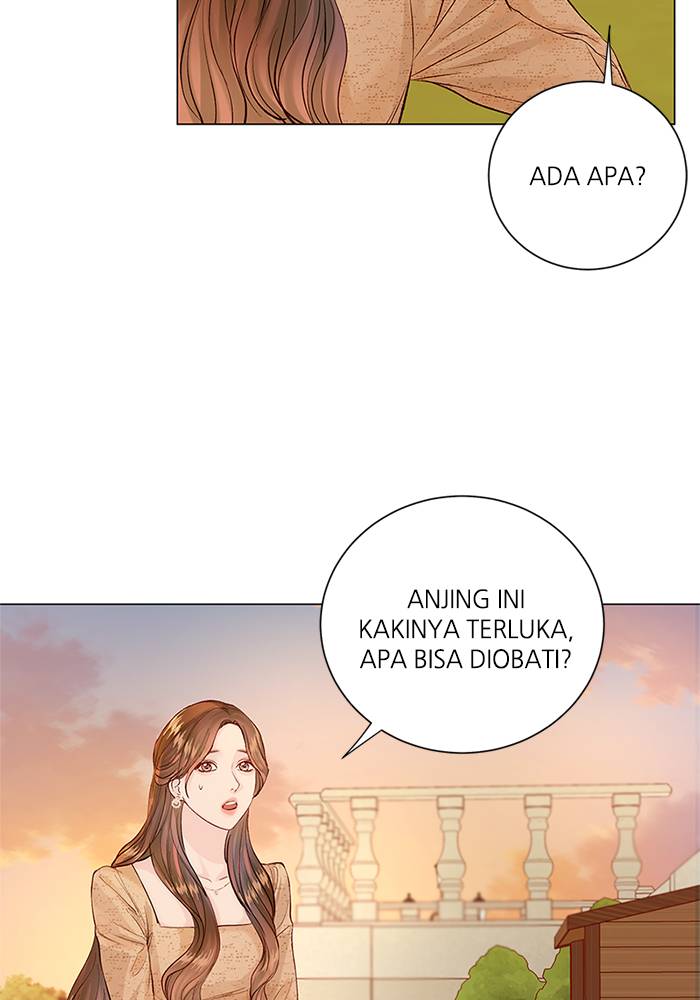 ADA APA?
ANJING INI
KAKINYA TERLUKA,
APA BISA DIOBATI?